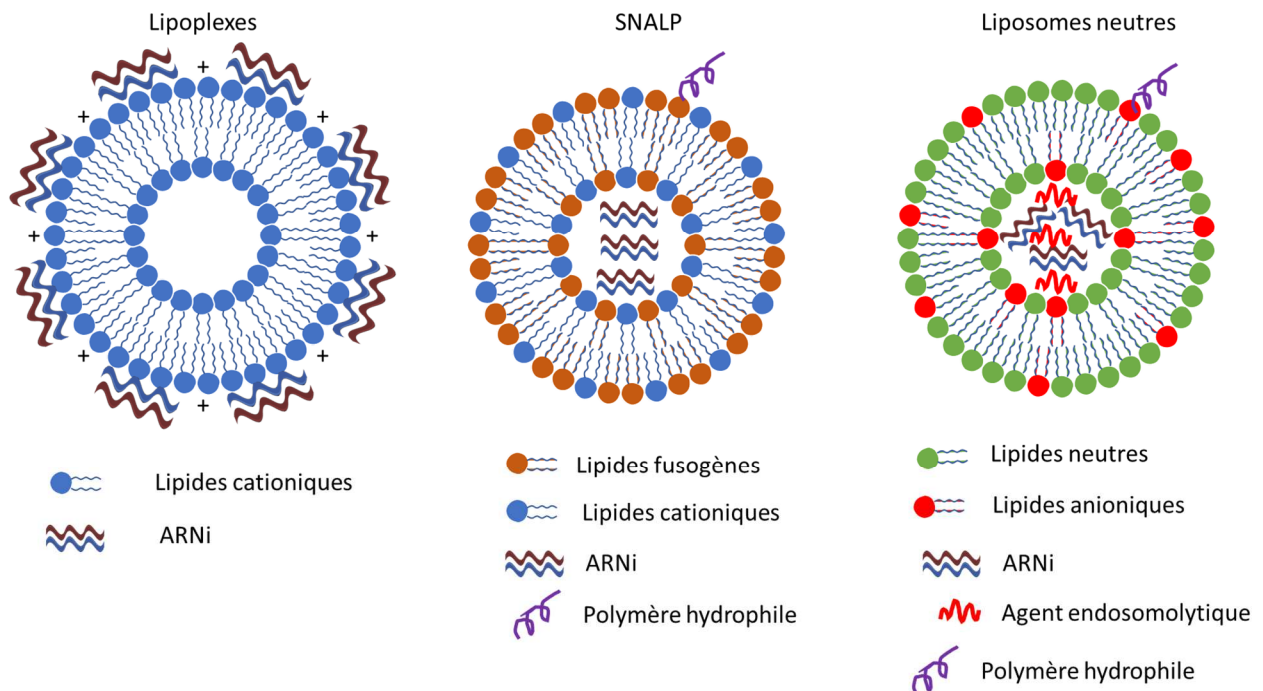 Lipoplexes
+
+
+
+
+
+
+
+
Lipides cationiques
ARNi
SNALP
Lipides fusogènes
Lipides cationiques
ARNi
Polymère hydrophile
Liposomes neutres
Lipides neutres
Lipides anioniques
ARNi
Agent endosomolytique
Polymère hydrophile